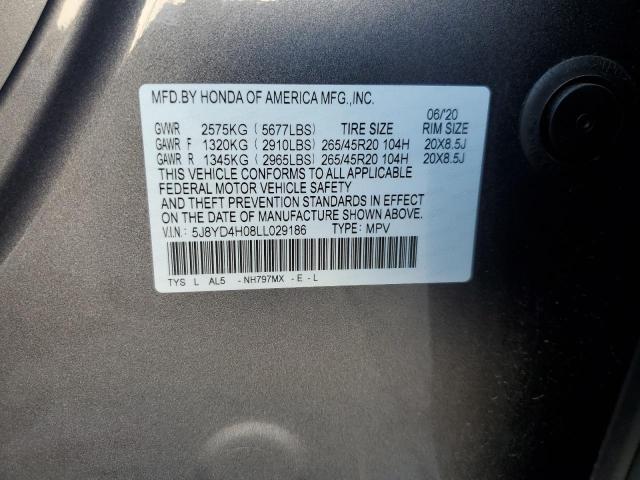 MFD.BY HONDA OF AMERICA MFG.,INC.
06/'20
GVWR 2575KG ( 5677LBS) TIRE SIZE RIM SIZE
GAWR F 1320KG ( 2910LBS) 265/45R20 104H 20X8.5J
GAWR R 1345KG ( 2965LBS) 265/45R20 104H 20X8.5J
THIS VEHICLE CONFORMS TO ALL APPLICABLE
FEDERAL MOTOR VEHICLE SAFETY
AND THEFT PREVENTION STANDARDS IN EFFECT
ON THE DATE OF MANUFACTURE SHOWN ABOVE.
V.I.N.: 5J8YD4H08LL029186 TYPE: MPV
TYS L AL5 - NH797MX - E - L